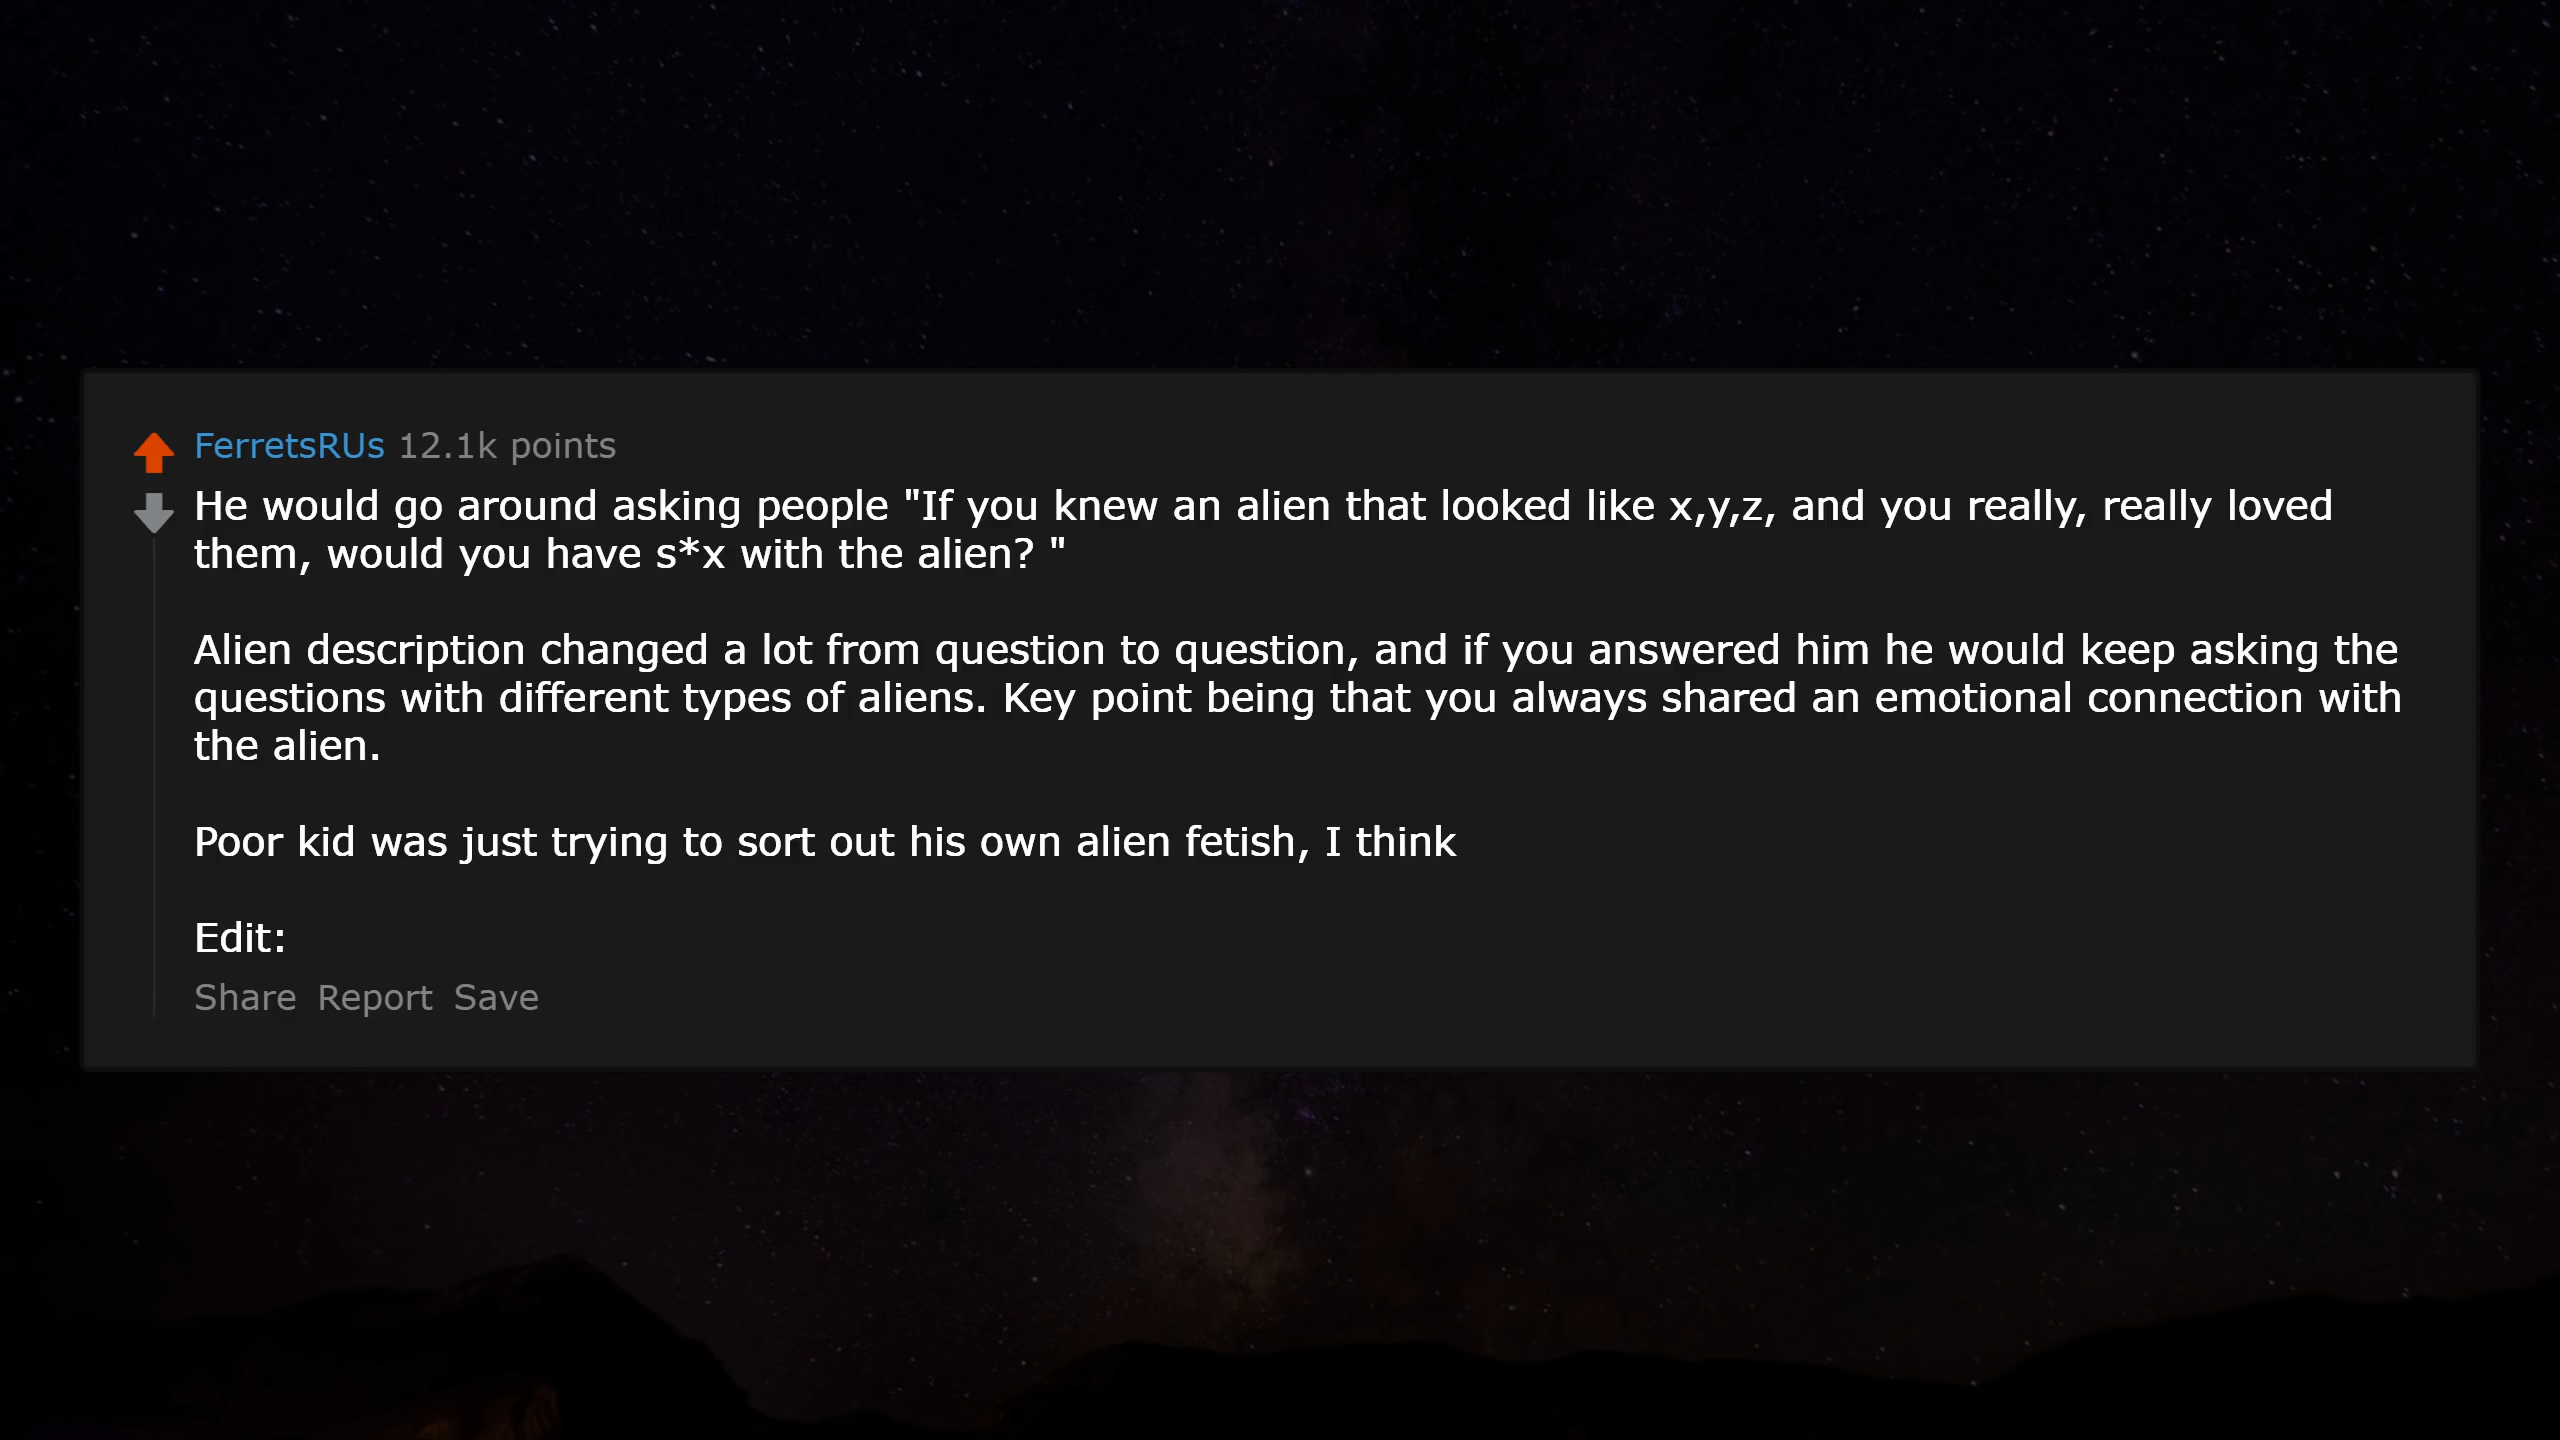 FerretsRUs 12.1k points
He would go around asking people "If you knew an alien that looked like x,y,z, and you really, really loved
them, would you have s*x with the alien? "
Alien description changed a lot from question to question, and if you answered him he would keep asking the
questions with different types of aliens. Key point being that you always shared an emotional connection with
the alien.
Poor kid was just trying to sort out his own alien fetish, I think
Edit:
Share Report Save